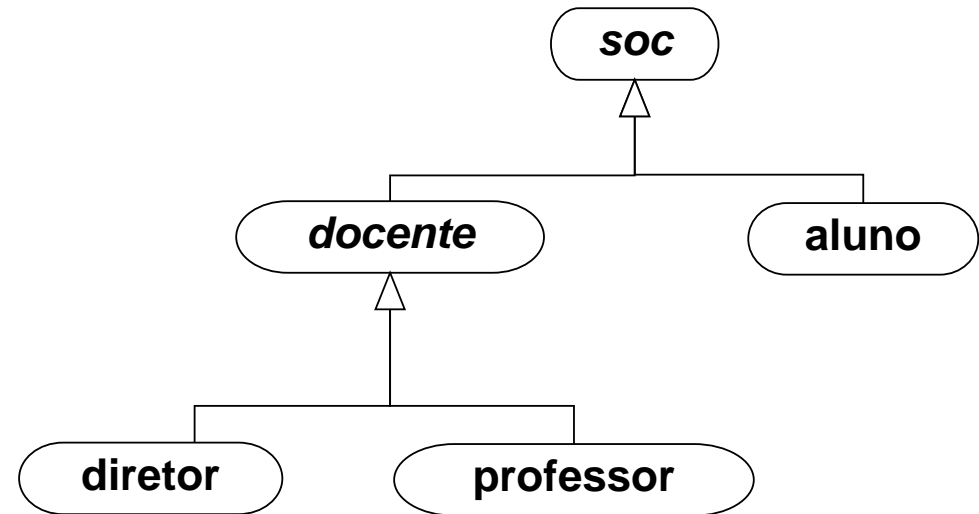 soc
docente
aluno
diretor
professor